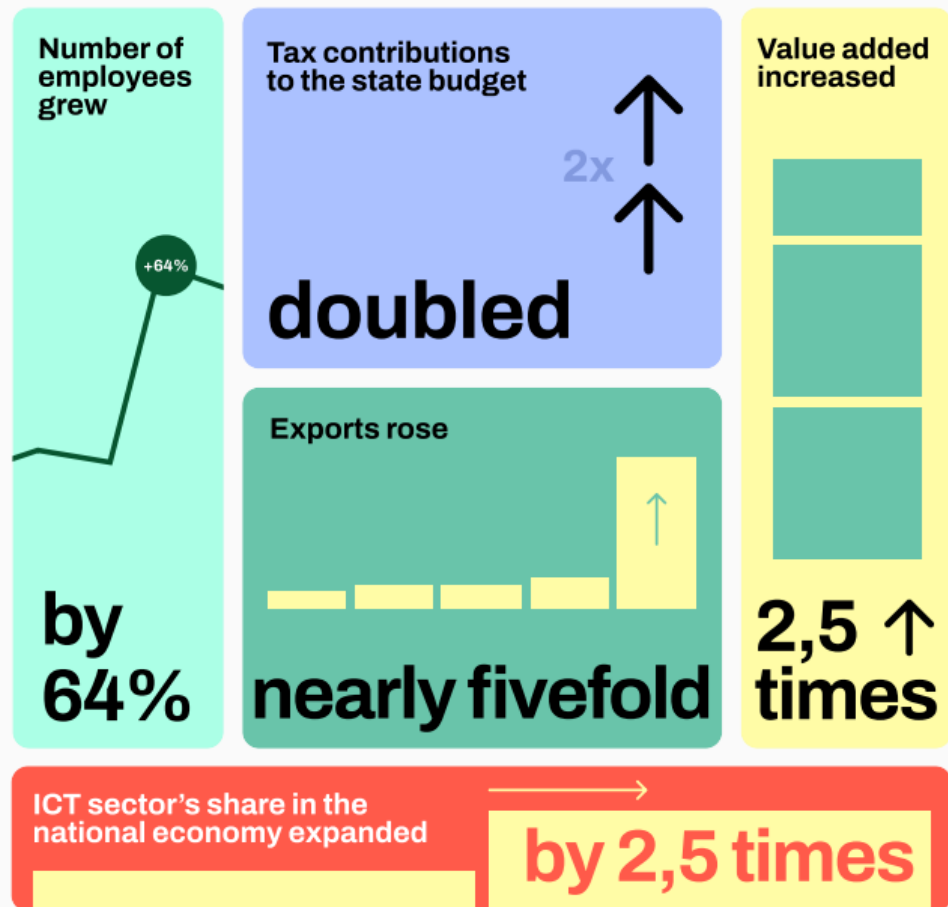 Number of
employees
grew
+64%
by
64%
Tax contributions
to the state budget
2x
doubled
Exports rose
nearly fivefold
Value added
increased
2,5
times
ICT sector’s share in the
national economy expanded
by 2,5 times